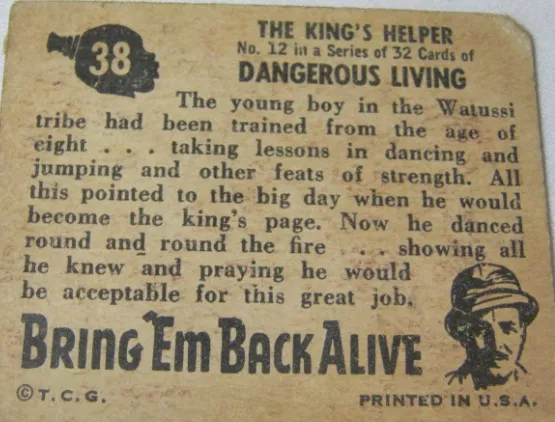 38
THE KING'S HELPER
No. 12 in a Series of 32 Cards of
DANGEROUS LIVING
The young boy in the Watussi
tribe had been trained from the age of
eight . . . taking lessons in dancing and
jumping and other feats of strength. All
this pointed to the big day when he would
become the king's page. Now he danced
round and round the fire . . . showing all
he knew and praying he would
be acceptable for this great job.
BRING 'EM BACK ALIVE
© T. C. G.
PRINTED IN U.S.A.